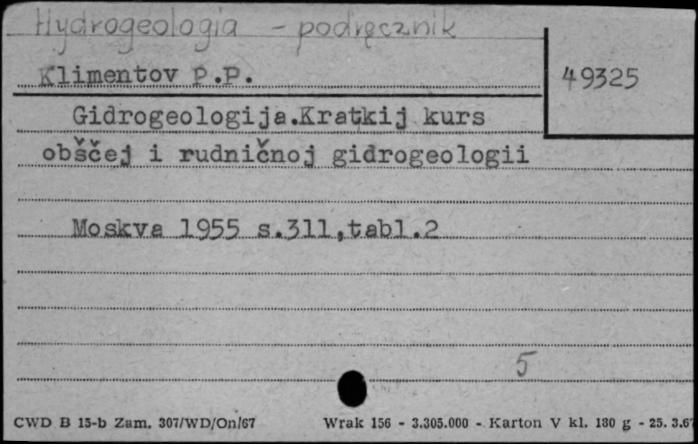 Hydrogeologia - podręcznik
Klimentov P.P.
49325
Gidrogeologija.Kratkij kurs
obščej i rudničnoj gidrogeologii
Moskva 1955 s.311,tabl.2
5
CWD B 15-b Zam. 307/WD/On/67 Wrak 156 - 3.305.000 - Karton V kl. 180 g - 25.3.6